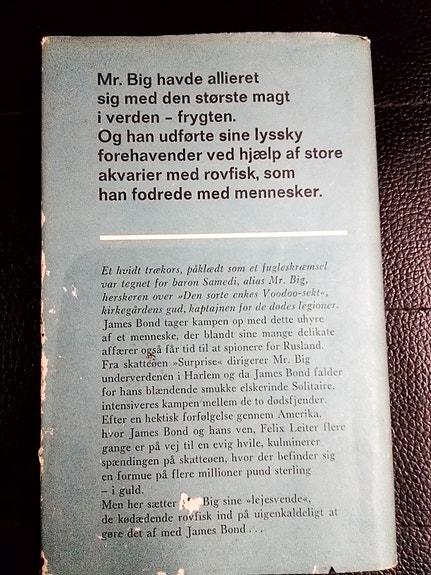 Mr. Big havde allieret
sig med den største magt
i verden – frygten.
Og han udførte sine lyssky
forehavender ved hjælp af store
akvarier med rovfisk, som
han fodrede med mennesker.
Et hvidt trækors, påklædt som et fugleskræmsel
var tegnet for baron Samedi, alias Mr. Big,
herskeren over »Den sorte enkes Voodoo-sekt«,
kirkegårdens gud, kaptajnen for de dødes legioner.
James Bond tager kampen op med dette uhyre
af et menneske, der blandt sine mange delikate
affærer også får tid til at spionere for Rusland.
Fra skatteøen »Surprise« dirigerer Mr. Big
underverdenen i Harlem og da James Bond falder
for hans blændende smukke elskerinde Solitaire,
intensiveres kampen mellem de to dødsfjender.
Efter en hektisk forfølgelse gennem Amerika,
hvor James Bond og hans ven, Felix Leiter flere
gange er på vej til en evig hvile, kulminerer
spændingen på skatteøen, hvor der befinder sig
en formue på flere millioner pund sterling
– i guld.
Men her sætter Big sine »lejesvende«,
de kødædende rovfisk ind på uigenkaldeligt at
gøre det af med James Bond . . .